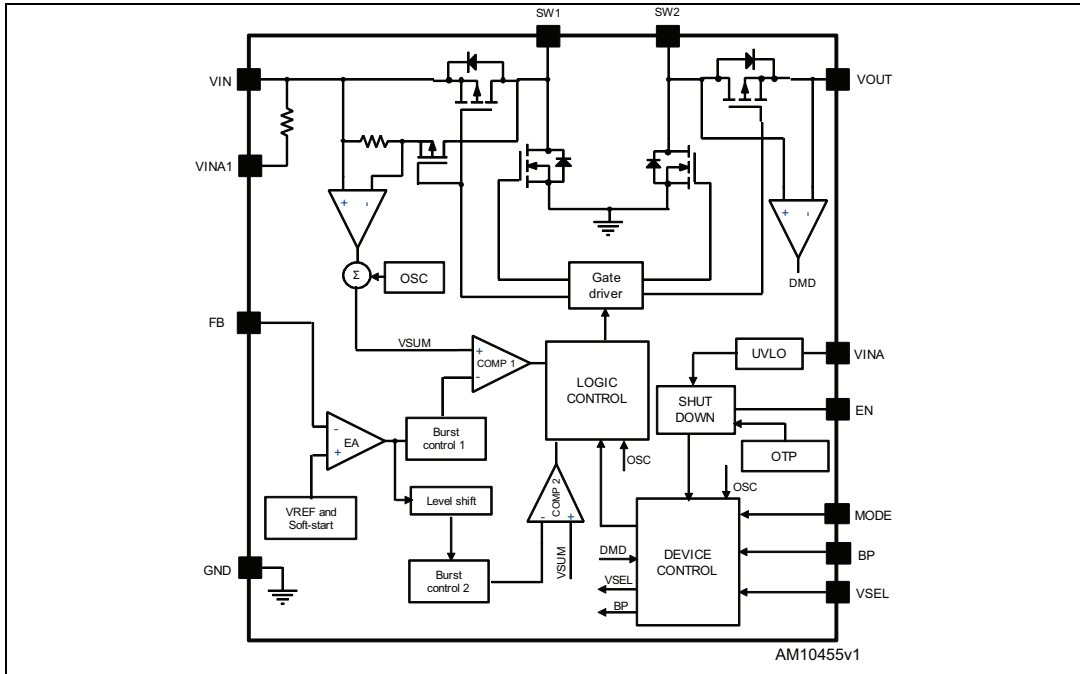 SW1
SW2
VIN
VOUT
VINA1
+ -
+ -
Σ
OSC
Gate
driver
DMD
FB
VSUM
+
COMP 1
-
LOGIC
CONTROL
UVLO
VINA
SHUT
DOWN
EN
-
EA
+
Burst
control 1
OTP
OSC
OSC
VREF and
Soft-start
Level shift
COMP 2
- +
MODE
GND
Burst
control 2
VSUM
DMD
VSEL
BP
DEVICE
CONTROL
BP
VSEL
AM10455v1